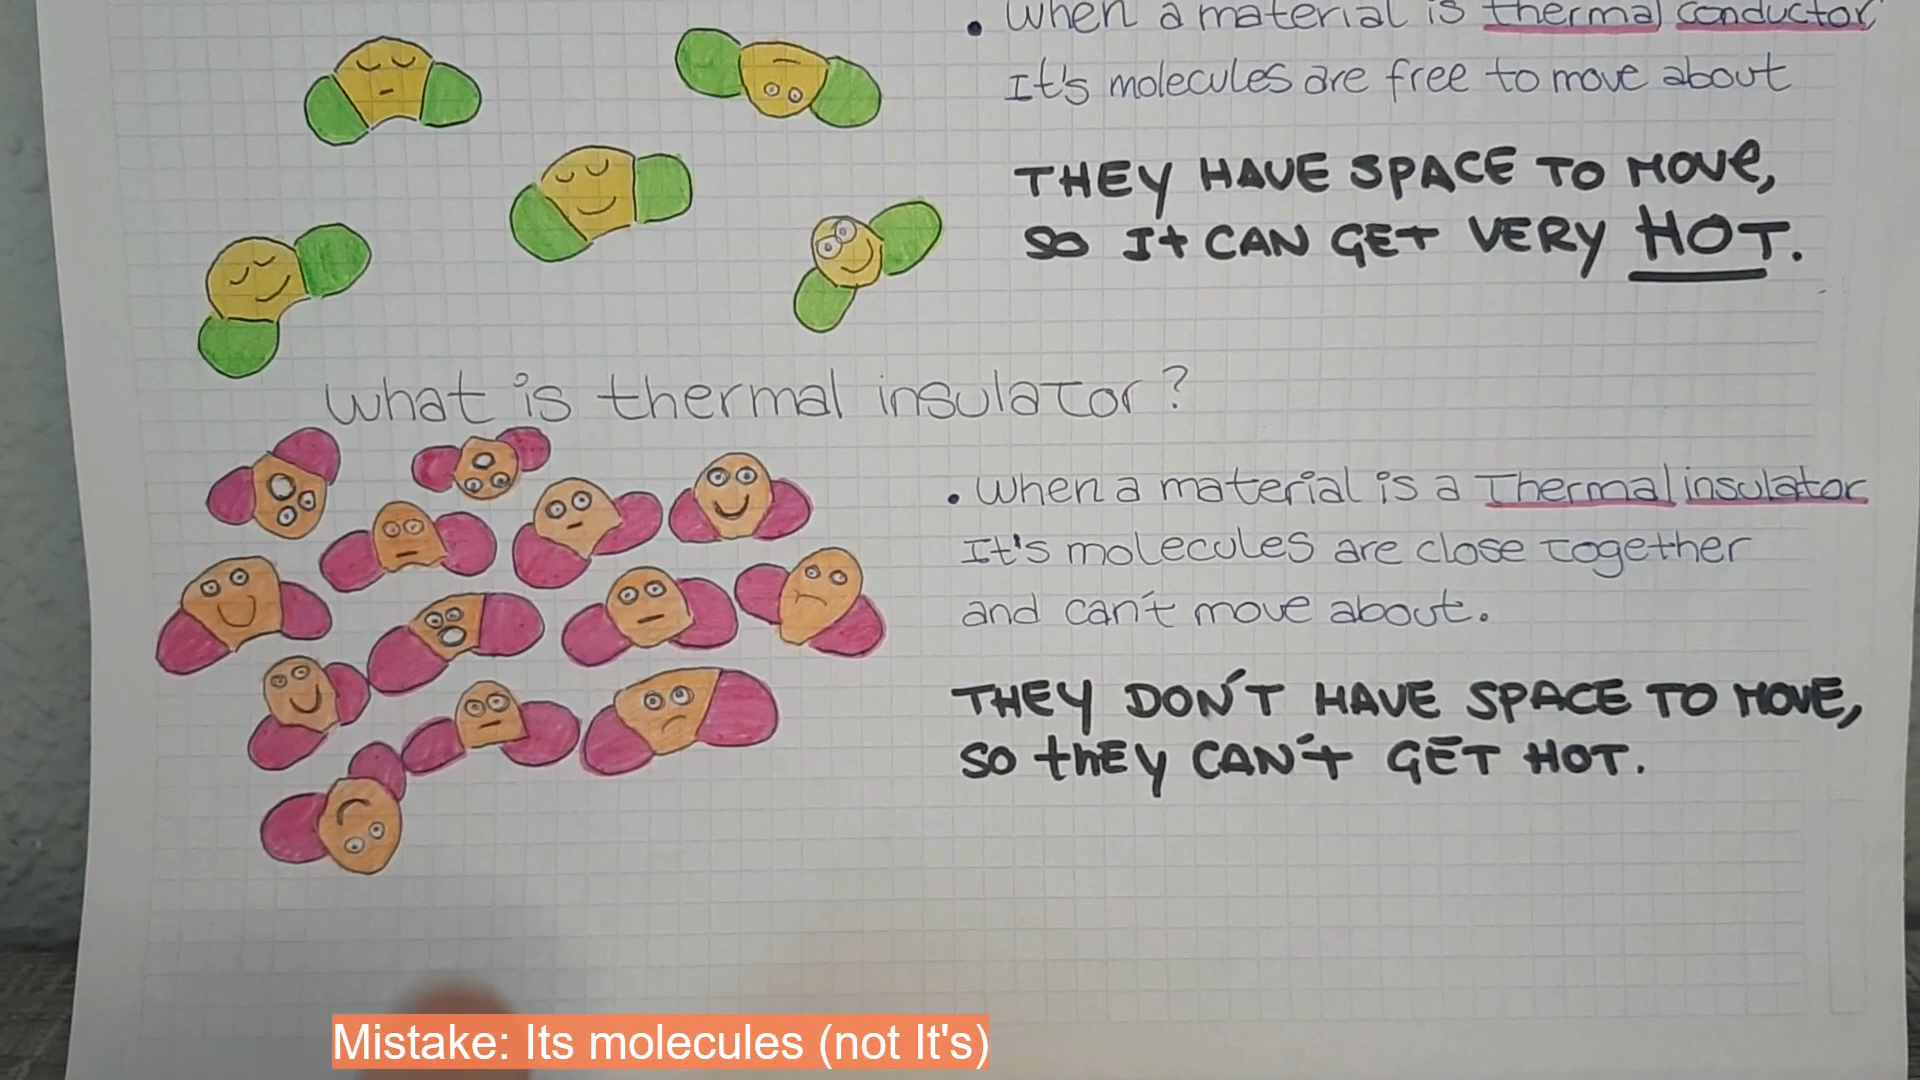 • When a material is thermal conductor,
It's molecules are free to move about
THEY HAVE SPACE TO MOVE,
SO It CAN GET VERY HOT.
What is thermal insulator?
• When a material is a Thermal insulator
It's molecules are close together
and can't move about.
THEY DON'T HAVE SPACE TO MOVE,
SO thEY CAN'T GET HOT.
Mistake: Its molecules (not It's)